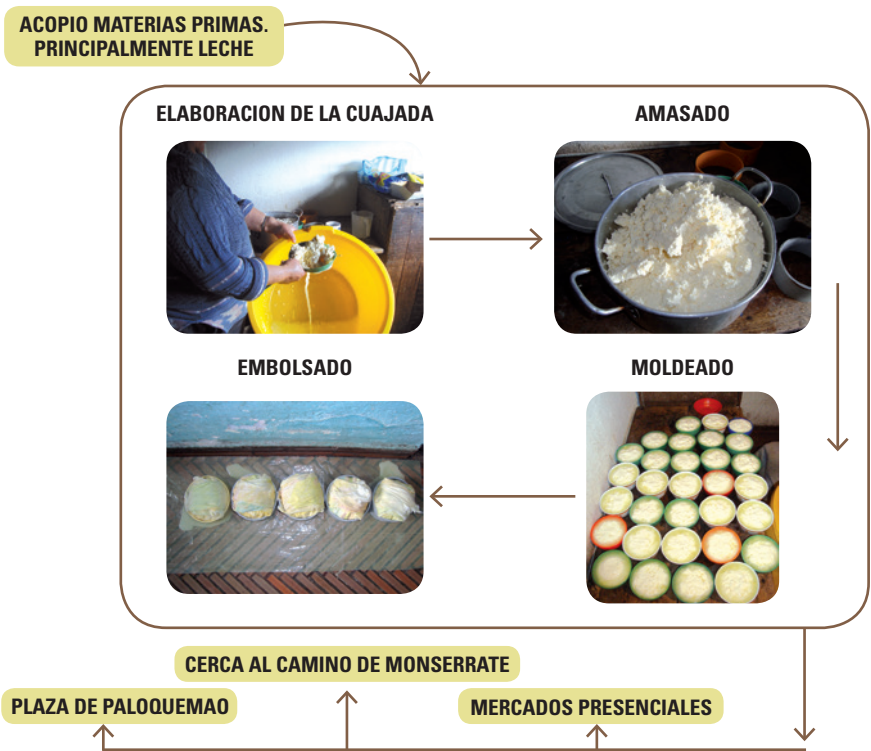 ACOPIO MATERIAS PRIMAS.
PRINCIPALMENTE LECHE
ELABORACION DE LA CUAJADA
AMASADO
EMBOLSADO
MOLDEADO
CERCA AL CAMINO DE MONSERRATE
PLAZA DE PALOQUEMAO
MERCADOS PRESENCIALES